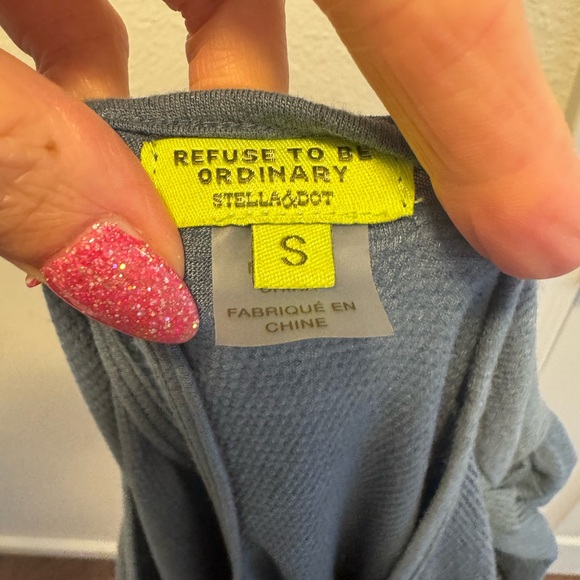 REFUSE TO BE
ORDINARY
STELLA&DOT
S
FABRIQUÉ EN
CHINE